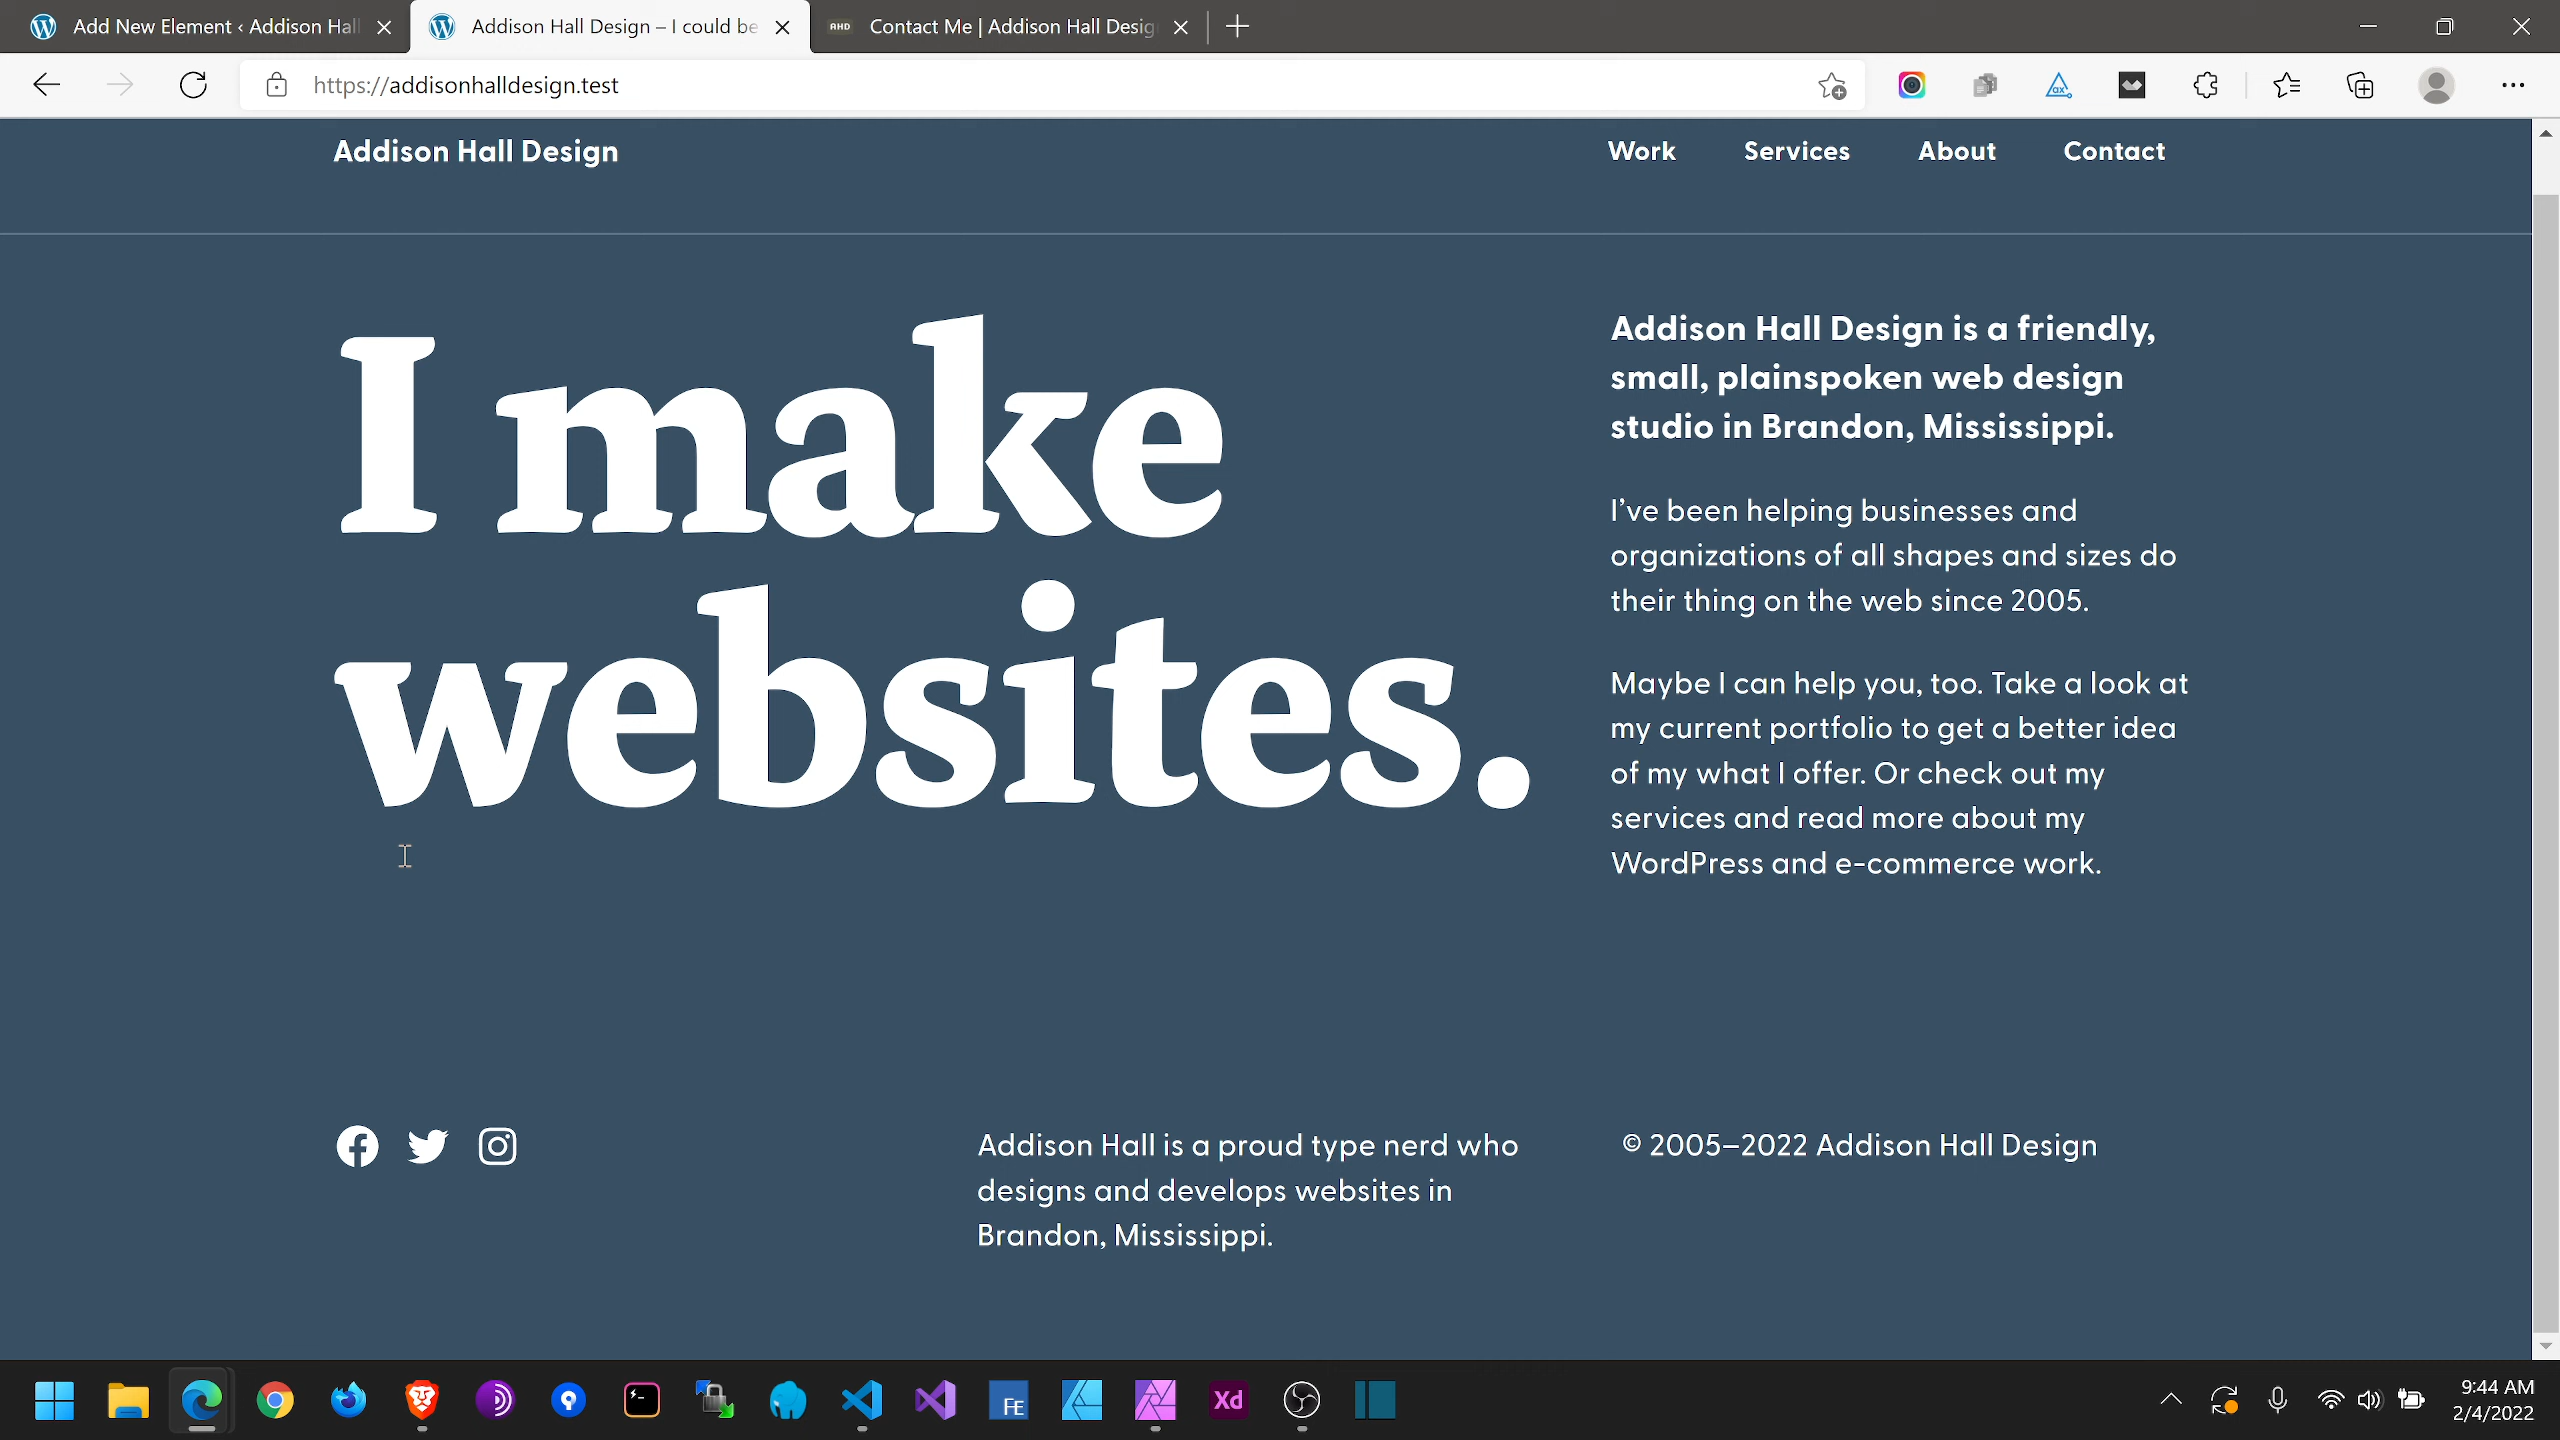 Add New Element ‹ Addison Hall
Addison Hall Design – I could be
AHD
Contact Me | Addison Hall Desig
https://addisonhalldesign.test
Addison Hall Design
Work
Services
About
Contact
I make
websites.
Addison Hall Design is a friendly,
small, plainspoken web design
studio in Brandon, Mississippi.
I’ve been helping businesses and
organizations of all shapes and sizes do
their thing on the web since 2005.
Maybe I can help you, too. Take a look at
my current portfolio to get a better idea
of my what I offer. Or check out my
services and read more about my
WordPress and e-commerce work.
Addison Hall is a proud type nerd who
designs and develops websites in
Brandon, Mississippi.
© 2005–2022 Addison Hall Design
FE
Xd
9:44 AM
2/4/2022